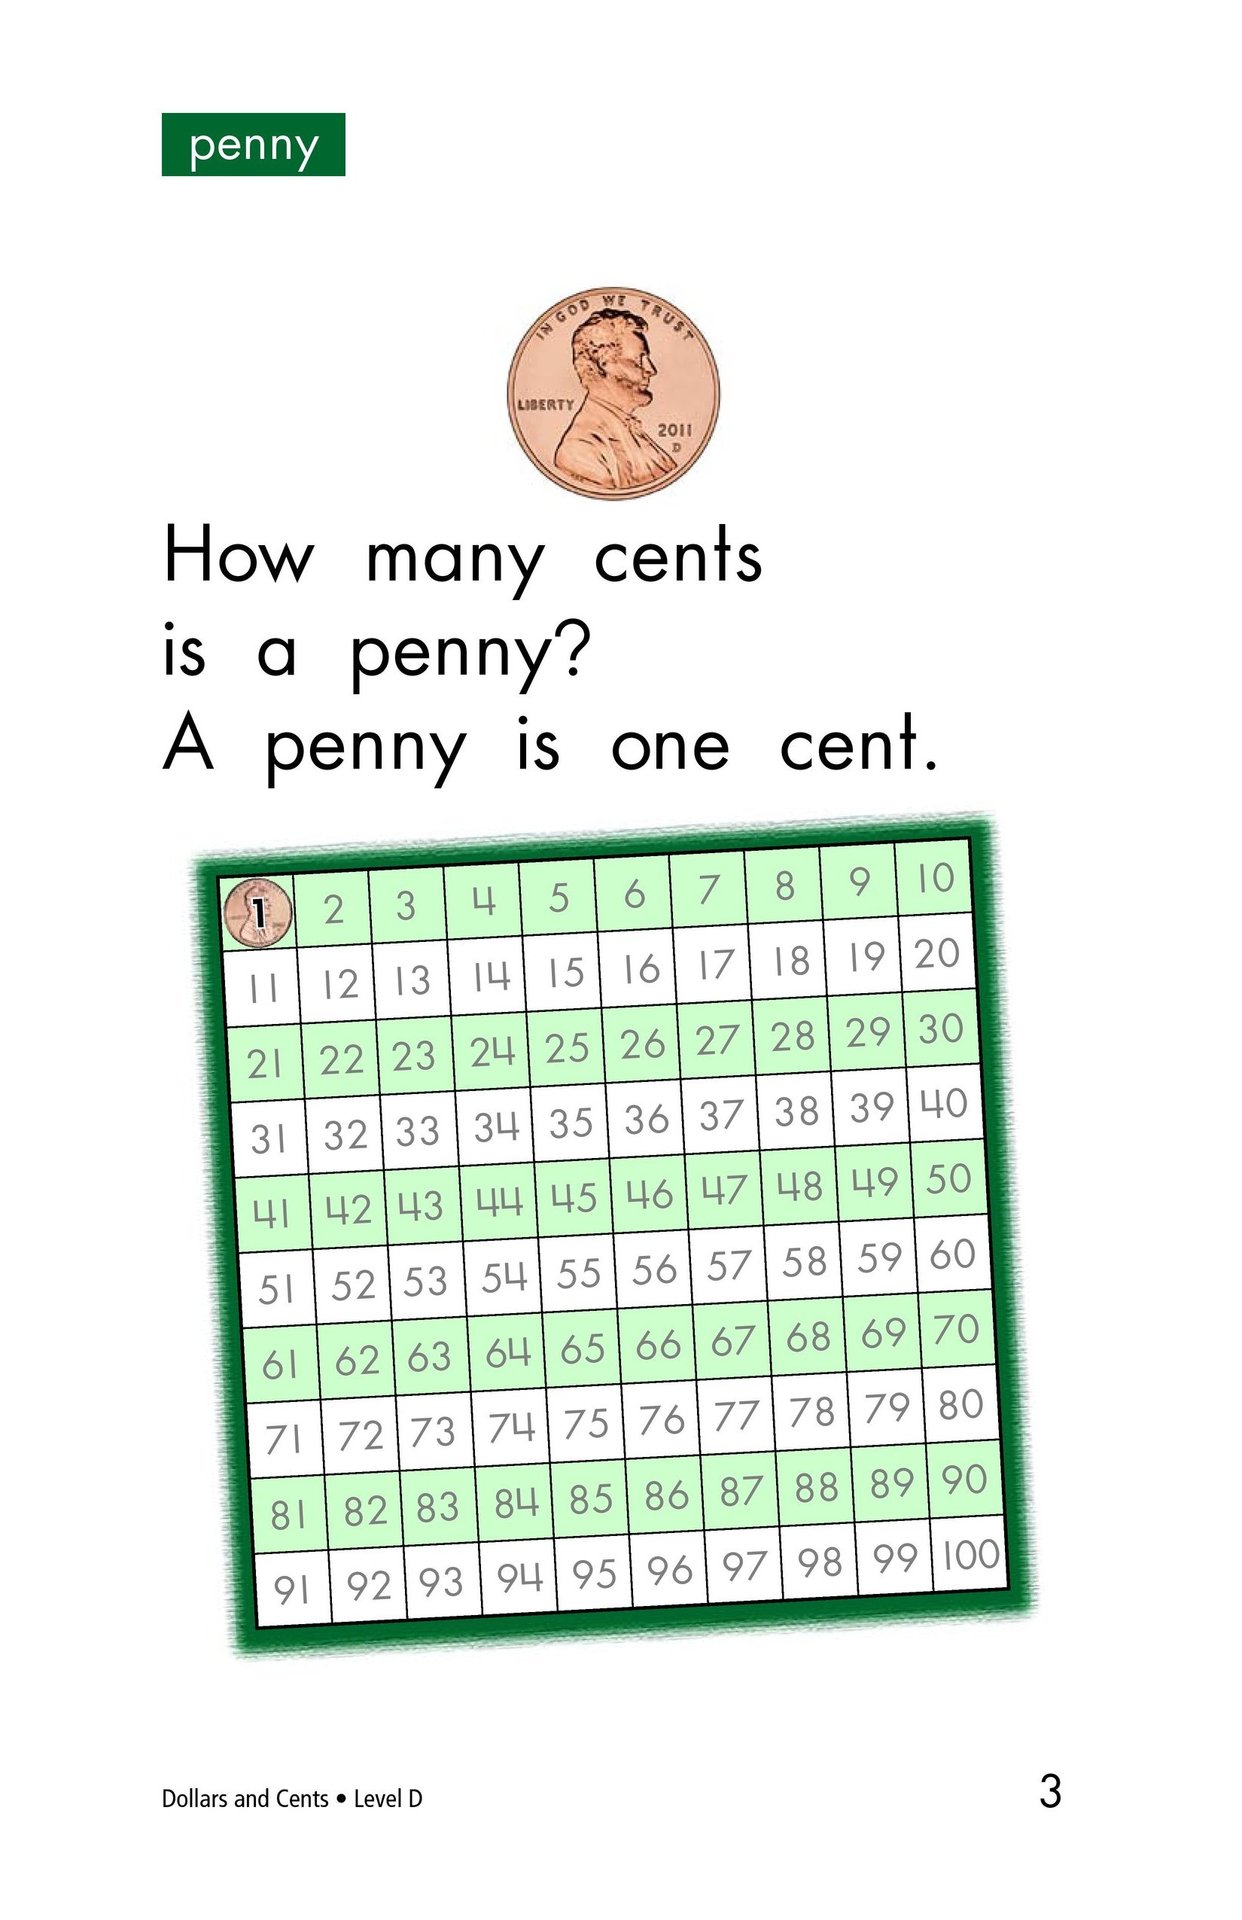 penny
IN GOD WE TRUST
LIBERTY
2011
D
How many cents
is a penny?
A penny is one cent.
1 2 3 4 5 6 7 8 9 10
11 12 13 14 15 16 17 18 19 20
21 22 23 24 25 26 27 28 29 30
31 32 33 34 35 36 37 38 39 40
41 42 43 44 45 46 47 48 49 50
51 52 53 54 55 56 57 58 59 60
61 62 63 64 65 66 67 68 69 70
71 72 73 74 75 76 77 78 79 80
81 82 83 84 85 86 87 88 89 90
91 92 93 94 95 96 97 98 99 100
Dollars and Cents • Level D
3